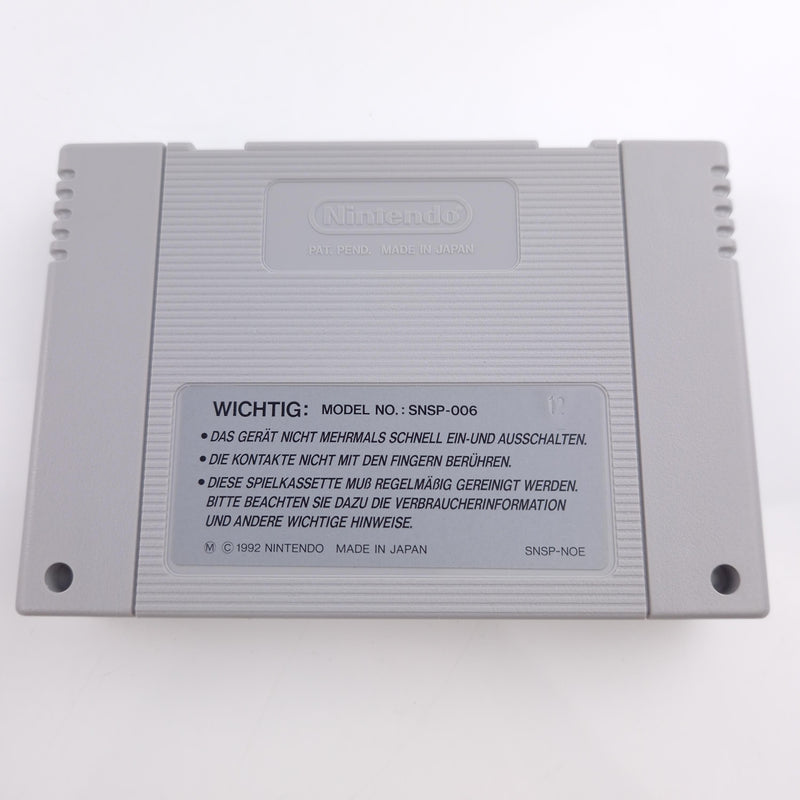 Nintendo
PAT. PEND. MADE IN JAPAN
WICHTIG: MODEL NO.: SNSP-006
12
• DAS GERÄT NICHT MEHRMALS SCHNELL EIN-UND AUSSCHALTEN.
• DIE KONTAKTE NICHT MIT DEN FINGERN BERÜHREN.
• DIESE SPIELKASSETTE MUß REGELMÄßIG GEREINIGT WERDEN.
BITTE BEACHTEN SIE DAZU DIE VERBRAUCHERINFORMATION
UND ANDERE WICHTIGE HINWEISE.
Ⓜ © 1992 NINTENDO MADE IN JAPAN SNSP-NOE